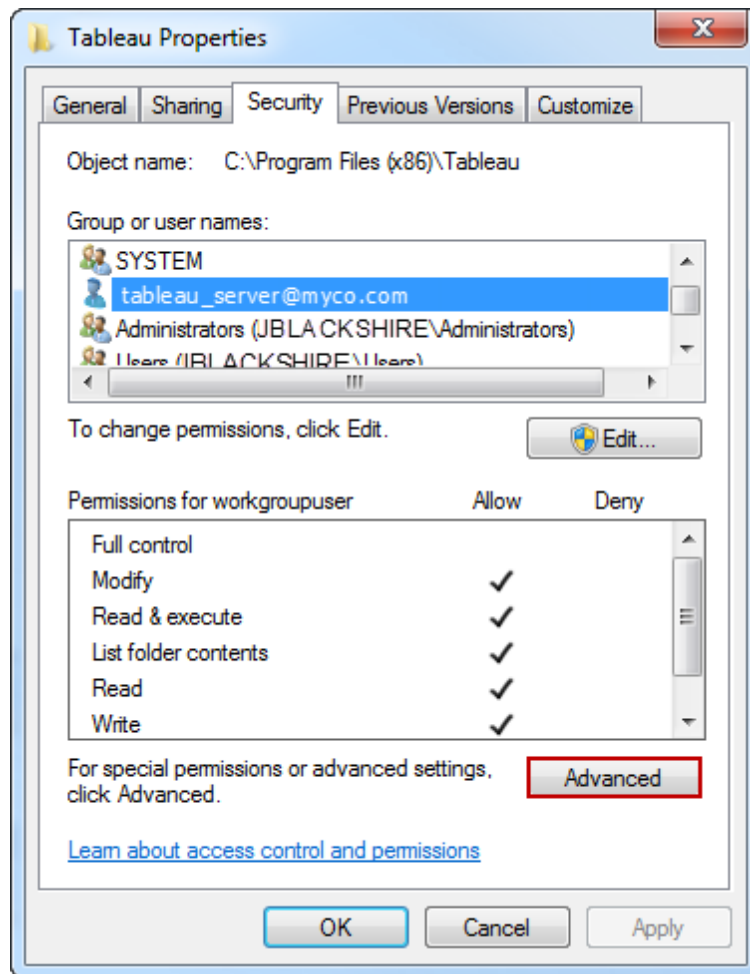 Tableau Properties
General Sharing Security Previous Versions Customize
Object name: C:\Program Files (x86)\Tableau
Group or user names:
SYSTEM
tableau_server@myco.com
Administrators (JBLACKSHIRE\Administrators)
Users (JBLACKSHIRE\Users)
To change permissions, click Edit.
Edit...
Permissions for workgroupuser Allow Deny
Full control
Modify
Read & execute
List folder contents
Read
Write
For special permissions or advanced settings,
click Advanced.
Advanced
Learn about access control and permissions
OK Cancel Apply